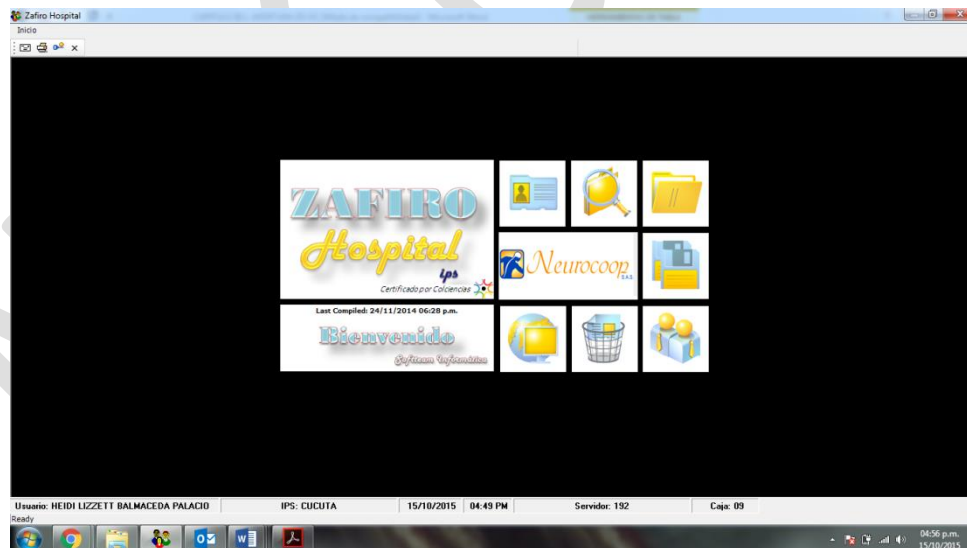 Zafiro Hospital
Inicio
ZAFIRO
Hospital
ips
Certificado por Colciencias
Neurocoop
S.A.S
Last Compiled: 24/11/2014 06:28 p.m.
Bienvenido
Softeam Informática
Usuario: HEIDI LIZZETT BALMACEDA PALACIO IPS: CUCUTA 15/10/2015 04:49 PM Servidor: 192 Caja: 09
Ready
04:56 p.m.
15/10/2015